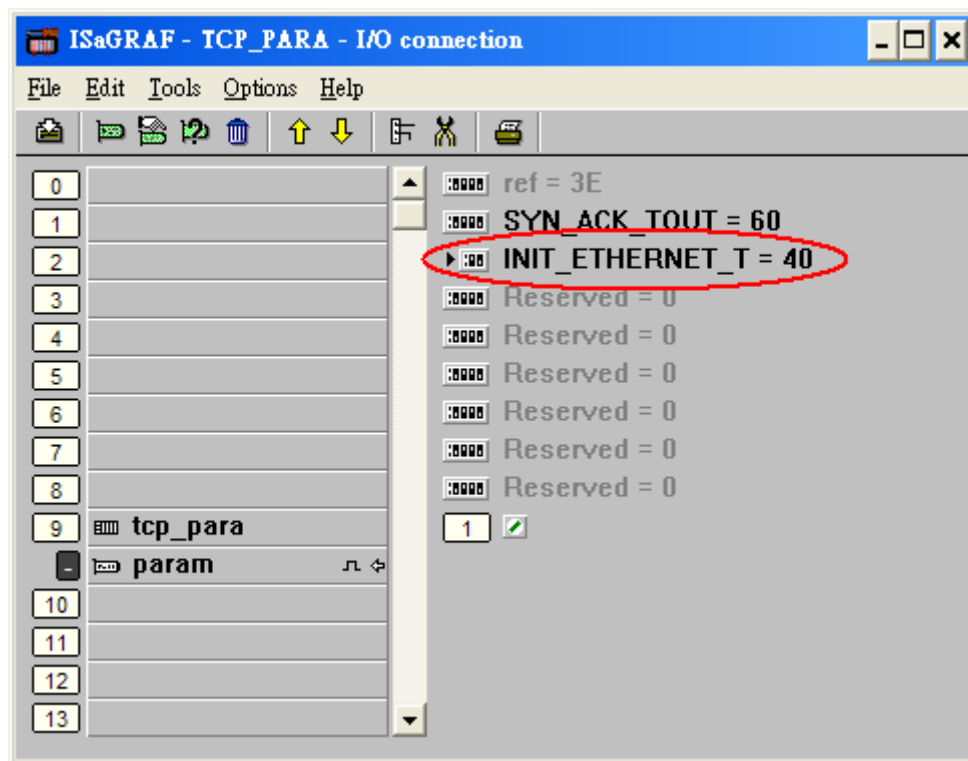 ISaGRAF - TCP_PARA - I/O connection
File Edit Tools Options Help
0
1
2
3
4
5
6
7
8
9 tcp_para
param
10
11
12
13
ref = 3E
SYN_ACK_TOUT = 60
INIT_ETHERNET_T = 40
Reserved = 0
Reserved = 0
Reserved = 0
Reserved = 0
Reserved = 0
Reserved = 0
1